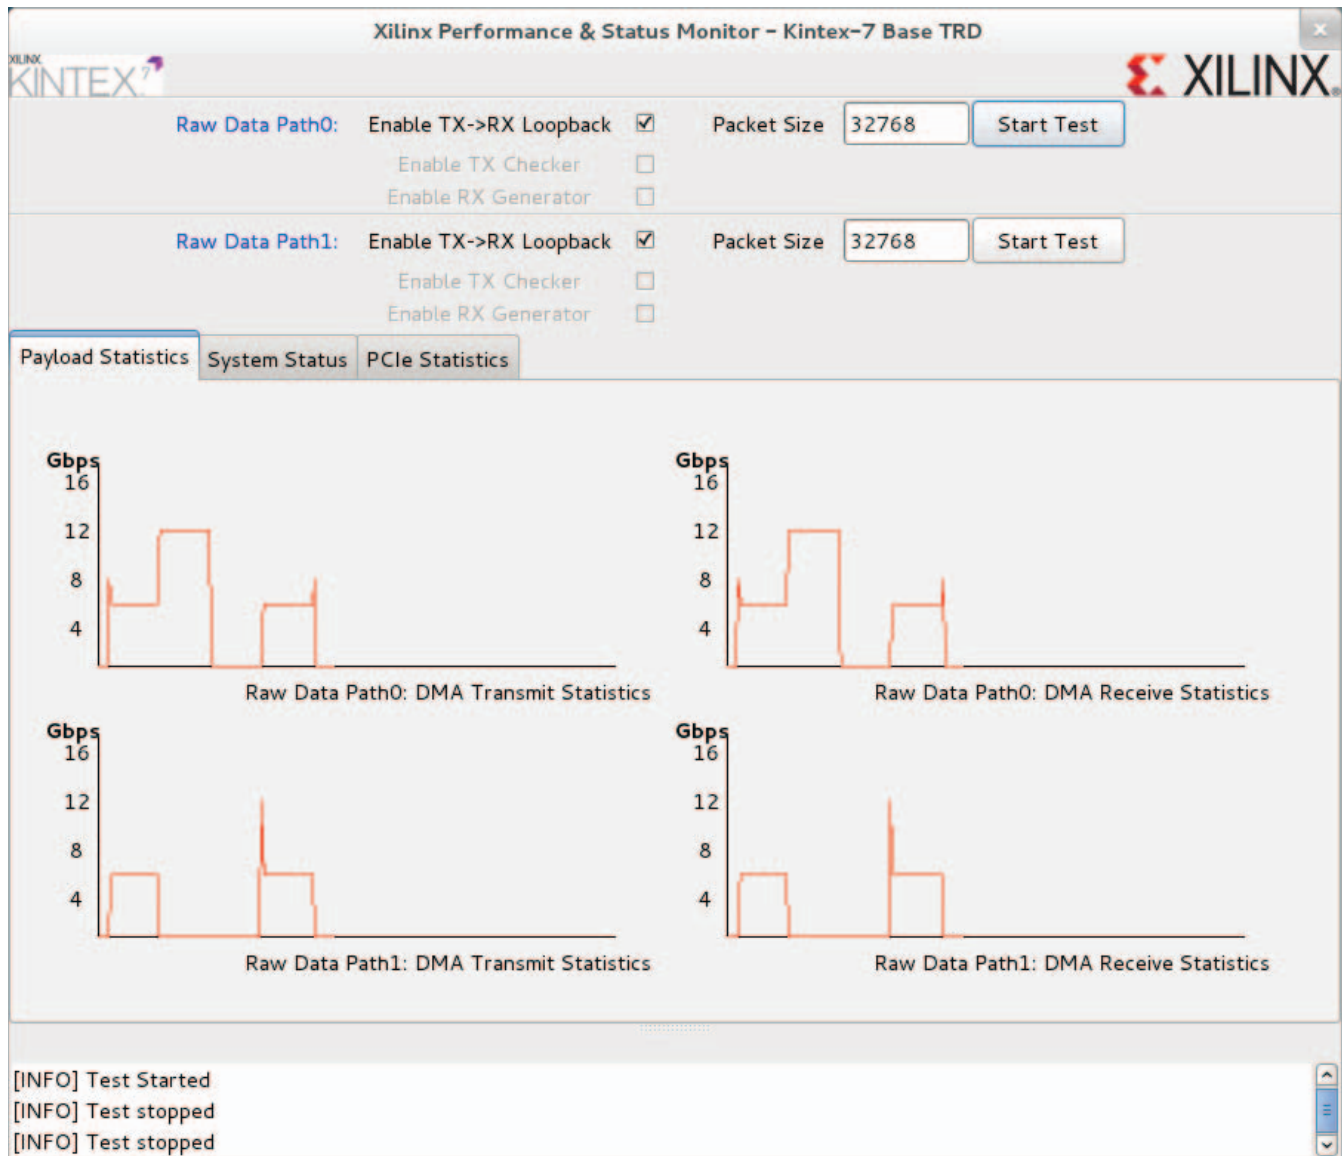 Xilinx Performance & Status Monitor - Kintex-7 Base TRD
XILINX
KINTEX.7
XILINX®
Raw Data Path0: Enable TX->RX Loopback Packet Size 32768 Start Test
Enable TX Checker
Enable RX Generator
Raw Data Path1: Enable TX->RX Loopback Packet Size 32768 Start Test
Enable TX Checker
Enable RX Generator
Payload Statistics System Status PCIe Statistics
Gbps
16
12
8
4
Raw Data Path0: DMA Transmit Statistics
Gbps
16
12
8
4
Raw Data Path0: DMA Receive Statistics
Gbps
16
12
8
4
Raw Data Path1: DMA Transmit Statistics
Gbps
16
12
8
4
Raw Data Path1: DMA Receive Statistics
[INFO] Test Started
[INFO] Test stopped
[INFO] Test stopped